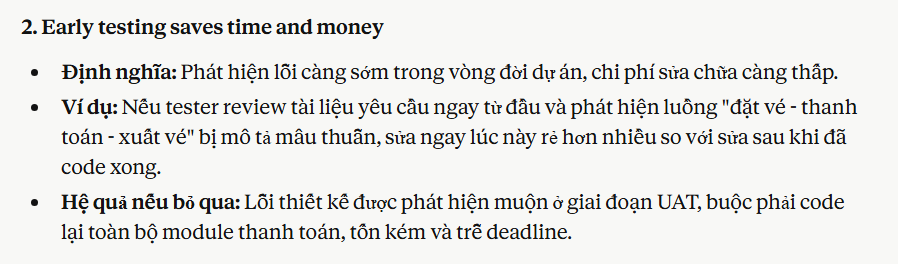 2. Early testing saves time and money
• Định nghĩa: Phát hiện lỗi càng sớm trong vòng đời dự án, chi phí sửa chữa càng thấp.
• Ví dụ: Nếu tester review tài liệu yêu cầu ngay từ đầu và phát hiện luồng "đặt vé - thanh
toán - xuất vé" bị mô tả mâu thuẫn, sửa ngay lúc này rẻ hơn nhiều so với sửa sau khi đã
code xong.
• Hệ quả nếu bỏ qua: Lỗi thiết kế được phát hiện muộn ở giai đoạn UAT, buộc phải code
lại toàn bộ module thanh toán, tốn kém và trễ deadline.